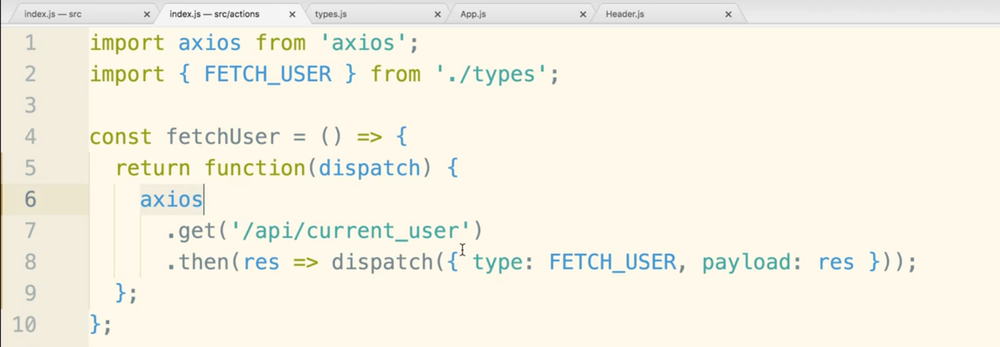 index.js — src
index.js — src/actions
types.js
App.js
Header.js
1 import axios from 'axios';
2 import { FETCH_USER } from './types';
3
4 const fetchUser = () => {
5 return function(dispatch) {
6 axios
7 .get('/api/current_user')
8 .then(res => dispatch({ type: FETCH_USER, payload: res }));
9 };
10 };